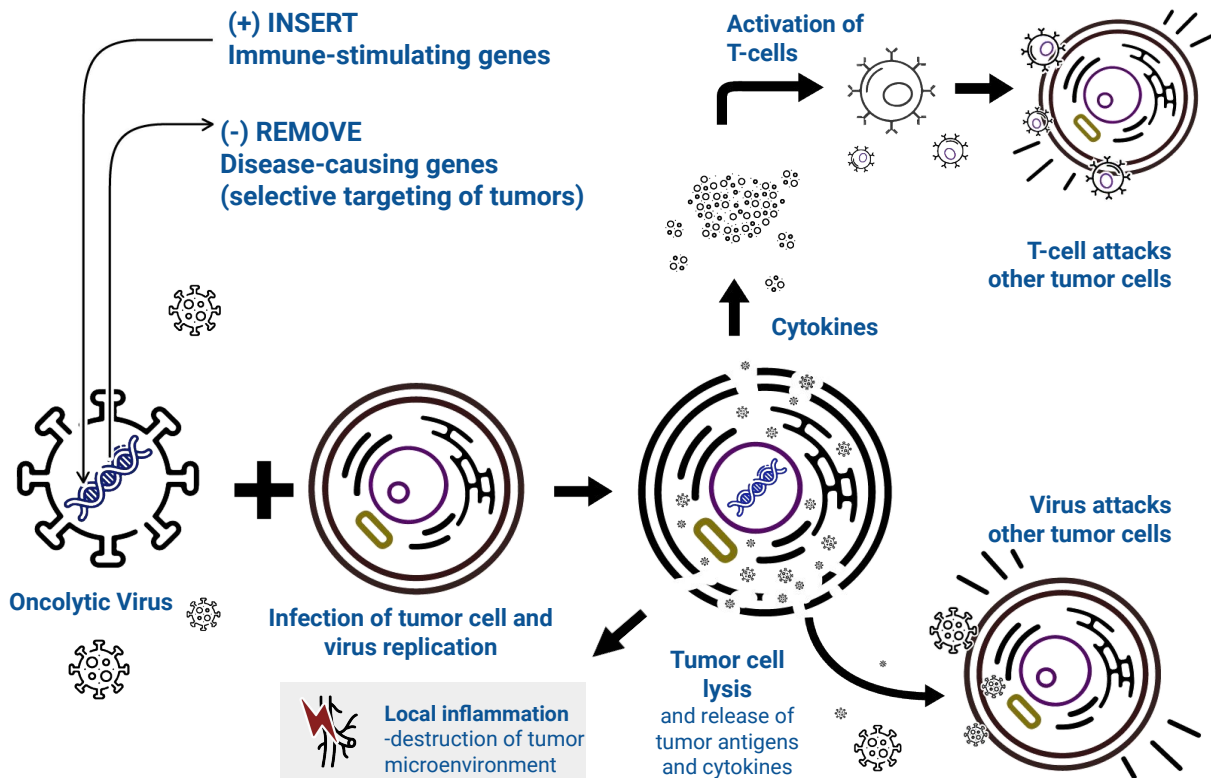 (+) INSERT
Immune-stimulating genes
(-) REMOVE
Disease-causing genes
(selective targeting of tumors)
Activation of
T-cells
T-cell attacks
other tumor cells
Cytokines
Oncolytic Virus
Infection of tumor cell and
virus replication
Virus attacks
other tumor cells
Tumor cell
lysis
and release of
tumor antigens
and cytokines
Local inflammation
-destruction of tumor
microenvironment